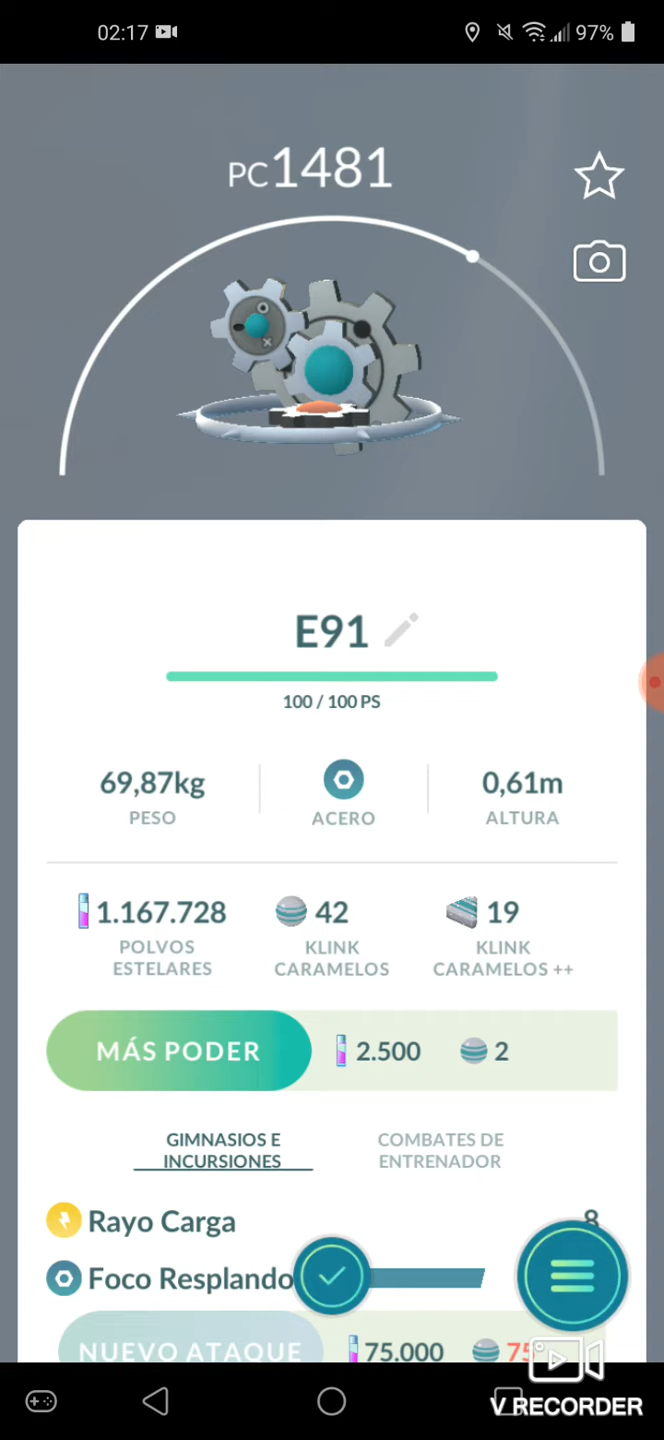 02:17 97%
PC1481
E91
100 / 100 PS
69,87kg 0,61m
PESO ACERO ALTURA
1.167.728 42 19
POLVOS ESTELARES KLINK CARAMELOS KLINK CARAMELOS ++
MÁS PODER 2.500 2
GIMNASIOS E INCURSIONES COMBATES DE ENTRENADOR
Rayo Carga 8
Foco Resplando
NUEVO ATAQUE 75.000 75
V RECORDER